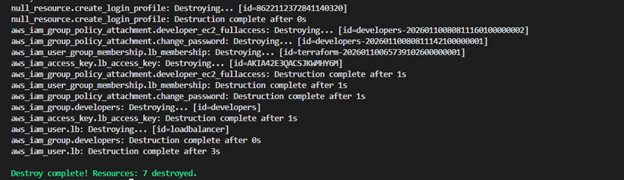 null_resource.create_login_profile: Destroying... [id=8622112372841140320]
null_resource.create_login_profile: Destruction complete after 0s
aws_iam_group_policy_attachment.developer_ec2_fullaccess: Destroying... [id=developers-20260110080811160100000002]
aws_iam_group_policy_attachment.change_password: Destroying... [id=developers-20260110080811142100000001]
aws_iam_user_group_membership.lb_membership: Destroying... [id=terraform-20260110065739102600000001]
aws_iam_access_key.lb_access_key: Destroying... [id=AKIA42E3QACSJKWMHY6M]
aws_iam_group_policy_attachment.developer_ec2_fullaccess: Destruction complete after 1s
aws_iam_user_group_membership.lb_membership: Destruction complete after 1s
aws_iam_group_policy_attachment.change_password: Destruction complete after 1s
aws_iam_group.developers: Destroying... [id=developers]
aws_iam_access_key.lb_access_key: Destruction complete after 1s
aws_iam_user.lb: Destroying... [id=loadbalancer]
aws_iam_group.developers: Destruction complete after 0s
aws_iam_user.lb: Destruction complete after 3s
Destroy complete! Resources: 7 destroyed.